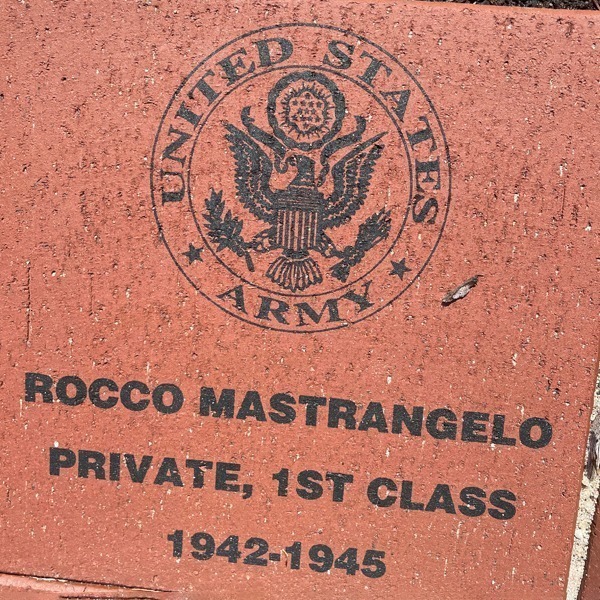 UNITED STATES
ARMY
ROCCO MASTRANGELO
PRIVATE, 1ST CLASS
1942-1945